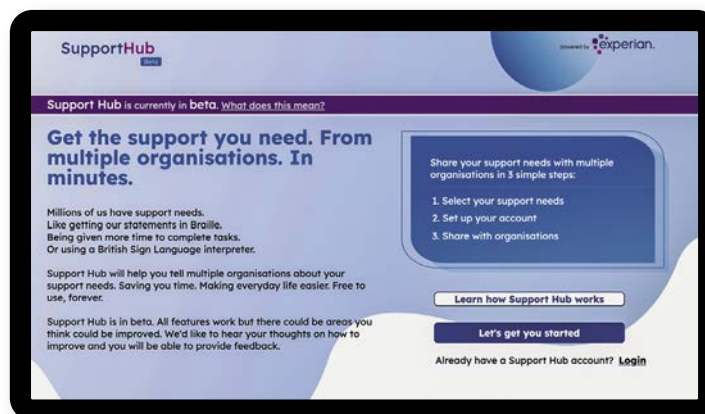 SupportHub
Beta
powered by experian.
Support Hub is currently in beta. What does this mean?
Get the support you need. From
multiple organisations. In
minutes.
Millions of us have support needs.
Like getting our statements in Braille.
Being given more time to complete tasks.
Or using a British Sign Language interpreter.
Support Hub will help you tell multiple organisations about your
support needs. Saving you time. Making everyday life easier. Free to
use, forever.
Support Hub is in beta. All features work but there could be areas you
think could be improved. We'd like to hear your thoughts on how to
improve and you will be able to provide feedback.
Share your support needs with multiple
organisations in 3 simple steps:
1. Select your support needs
2. Set up your account
3. Share with organisations
Learn how Support Hub works
Let's get you started
Already have a Support Hub account? Login